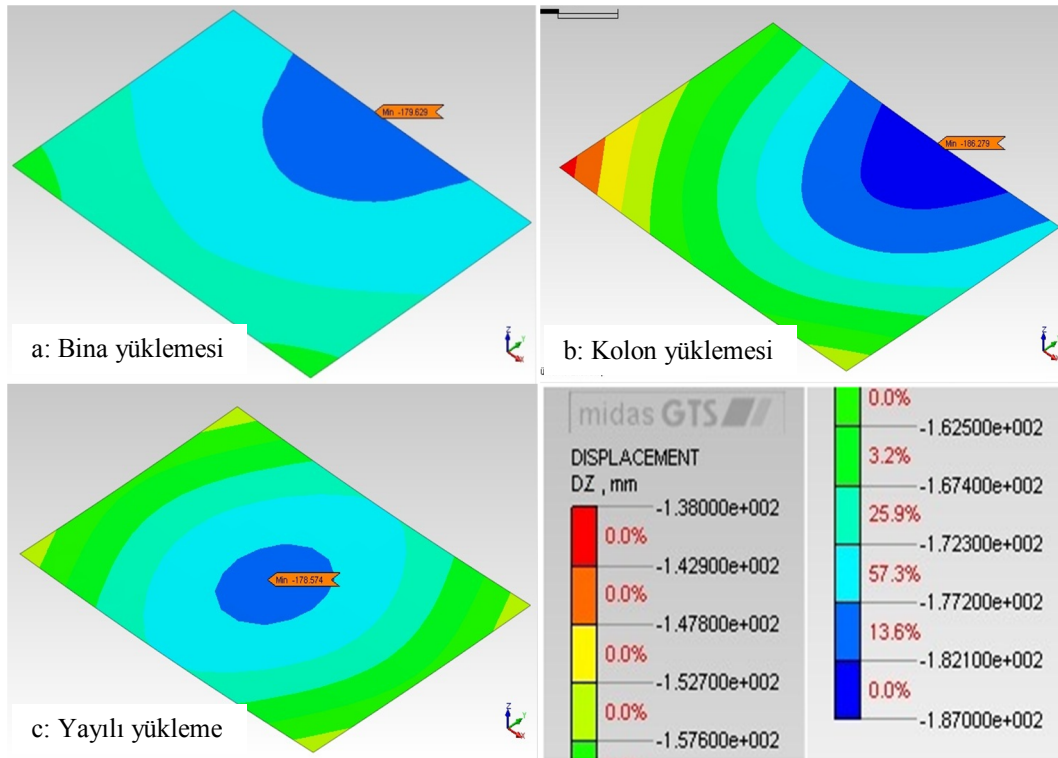 Min -179.629
Z
Y
X
a: Bina yüklemesi
Min -186.279
Z
Y
X
b: Kolon yüklemesi
Min -178.574
Z
Y
X
c: Yayılı yükleme
midas GTS
DISPLACEMENT
DZ , mm
-1.38000e+002
0.0%
-1.42900e+002
0.0%
-1.47800e+002
0.0%
-1.52700e+002
0.0%
-1.57600e+002
0.0%
-1.62500e+002
3.2%
-1.67400e+002
25.9%
-1.72300e+002
57.3%
-1.77200e+002
13.6%
-1.82100e+002
0.0%
-1.87000e+002